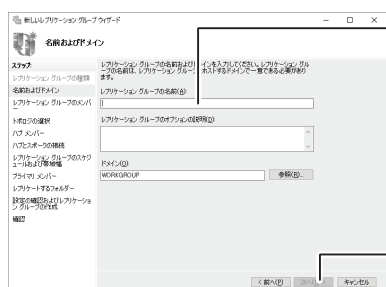 新しいレプリケーション グループ ウィザード
名前およびドメイン
ステップ:
レプリケーション グループの種類
名前およびドメイン
レプリケーション グループのメンバー
トポロジの選択
ハブ メンバー
ハブとスポークの接続
レプリケーション グループのスケジュールおよび帯域幅
プライマリ メンバー
レプリケートするフォルダー
設定の確認およびレプリケーション グループの作成
確認
レプリケーション グループの名前および
インを入力してください。レプリケーション グル
ープの名前は、レプリケーション グルー
ホストするドメインで一意である必要があり
ます。
レプリケーション グループの名前(A):
レプリケーション グループのオプションの説明(D):
ドメイン(O):
WORKGROUP
参照(R)...
< 前へ(P)
次へ
キャンセル